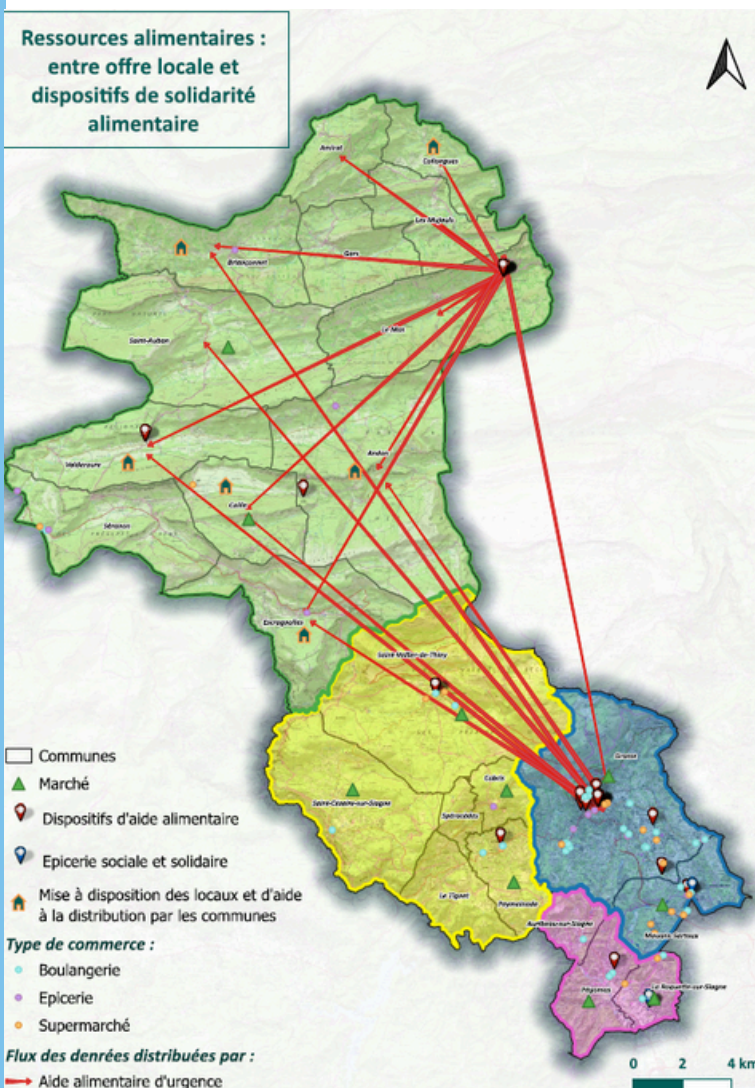 Ressources alimentaires :
entre offre locale et
dispositifs de solidarité
alimentaire
Amirat
Collongues
Les Mujouls
Gars
Briançonnet
Le Mas
Saint-Auban
Andon
Valderoure
Caille
Séranon
Escragnolles
Saint-Vallier-de-Thiey
Grasse
Cabris
Saint-Cézaire-sur-Siagne
Spéracèdes
Le Tignet
Peymeinade
Auribeau-sur-Siagne
Mouans-Sartoux
Pégomas
La Roquette-sur-Siagne
Communes
Marché
Dispositifs d'aide alimentaire
Epicerie sociale et solidaire
Mise à disposition des locaux et d'aide
à la distribution par les communes
Type de commerce :
Boulangerie
Epicerie
Supermarché
Flux des denrées distribuées par :
Aide alimentaire d'urgence
0 2 4 km